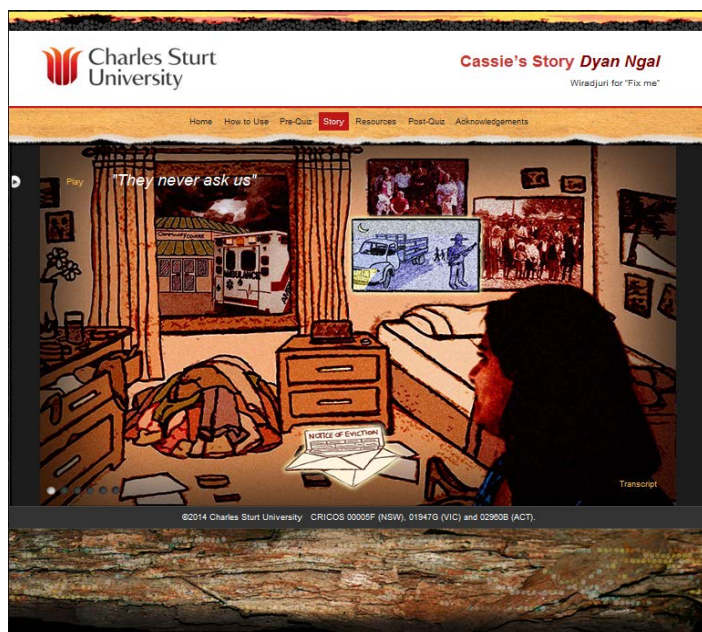 Charles Sturt
University
Cassie's Story Dyan Ngal
Wiradjuri for "Fix me"
Home How to Use Pre-Quiz Story Resources Post-Quiz Acknowledgements
Play
"They never ask us"
AMBULANCE
NOTICE OF EVICTION
Transcript
©2014 Charles Sturt University CRICOS 00005F (NSW), 01947G (VIC) and 02960B (ACT).